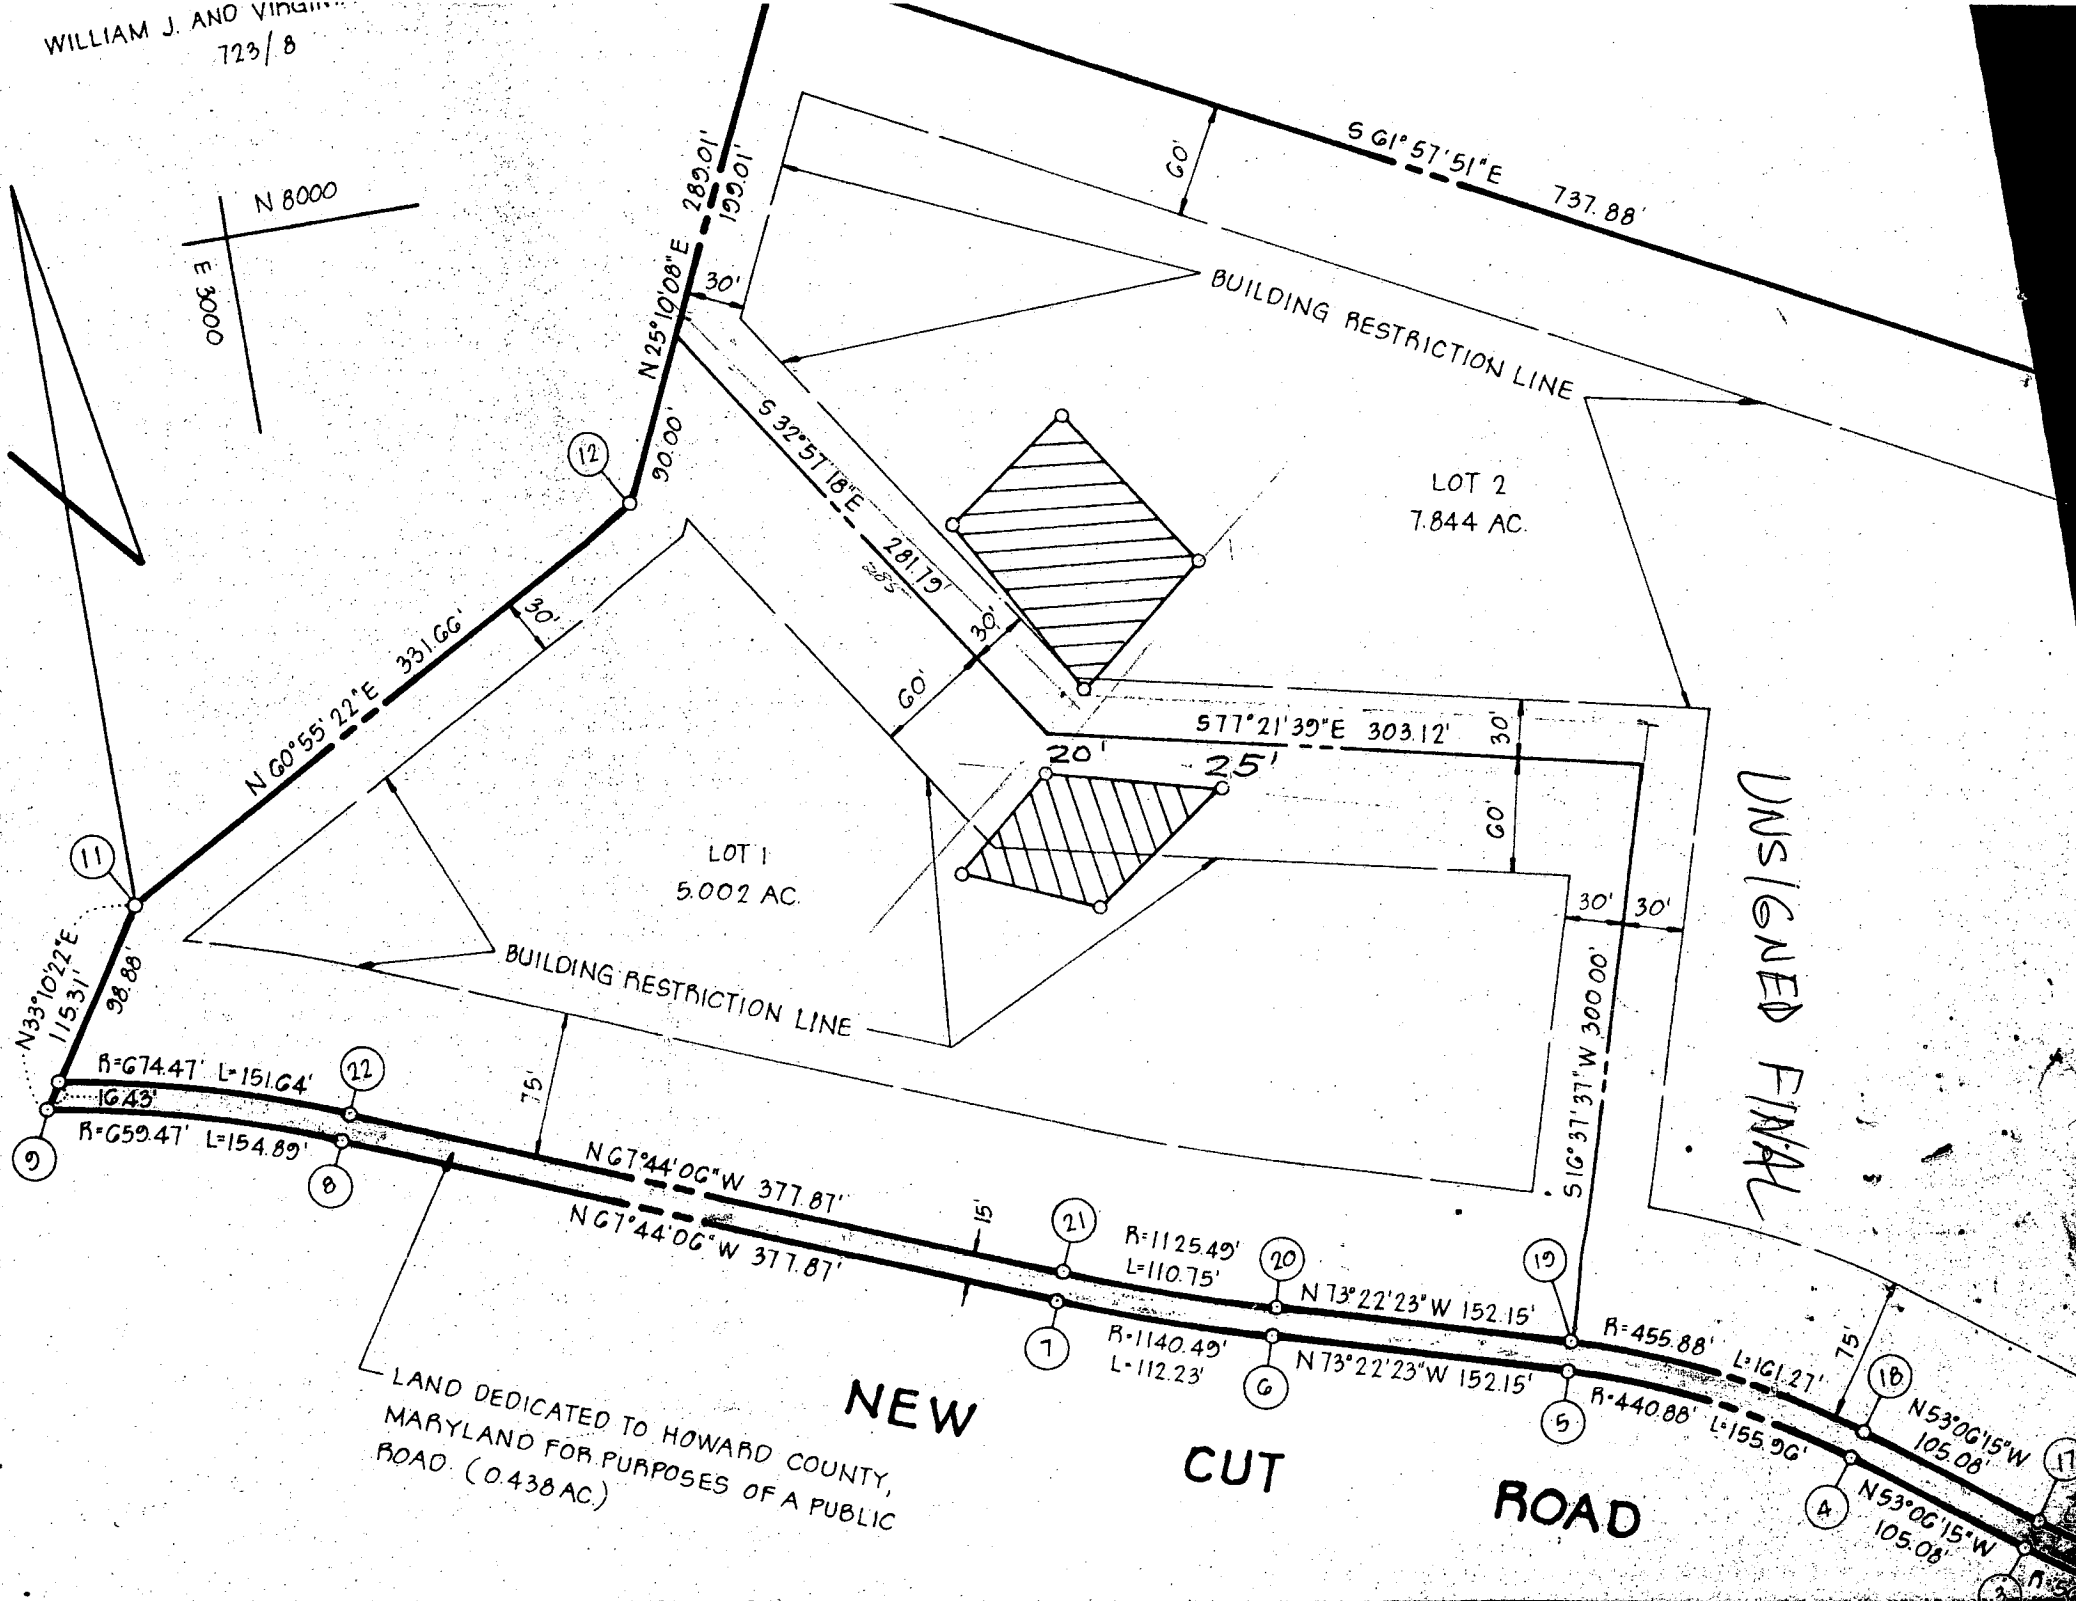 WILLIAM J. AND
723/8
N 8000
E 3000
289.01'
199.01'
N 25°10'08"E
30'
90.00'
12
60'
S 61°57'51"E
737.88'
BUILDING RESTRICTION LINE
LOT 2
7.844 AC.
S 32°57'18"E
281.79'
285
30'
60'
N 60°55'22"E 331.66'
30'
S77°21'39"E 303.12'
30'
20'
25'
60'
30'
30'
S16°37'37"W 300.00'
UNSIGNED FINAL
LOT 1
5.002 AC.
BUILDING RESTRICTION LINE
11
N33°10'22"E
115.31'
98.88'
R=674.47' L=151.64'
22
16.43'
R=659.47' L=154.89'
9
8
75'
N67°44'06"W 377.87'
N67°44'06"W 377.87'
15'
21
R=1125.49'
L=110.75'
20
N73°22'23"W 152.15'
19
R=455.88' L=161.27'
75'
18
N53°06'15"W
105.08'
17
7
R=1140.49'
L=112.23'
6
N73°22'23"W 152.15'
5
R=440.88' L=155.96'
4
N53°06'15"W
105.08'
3
LAND DEDICATED TO HOWARD COUNTY,
MARYLAND FOR PURPOSES OF A PUBLIC
ROAD. (0.438 AC.)
NEW
CUT
ROAD